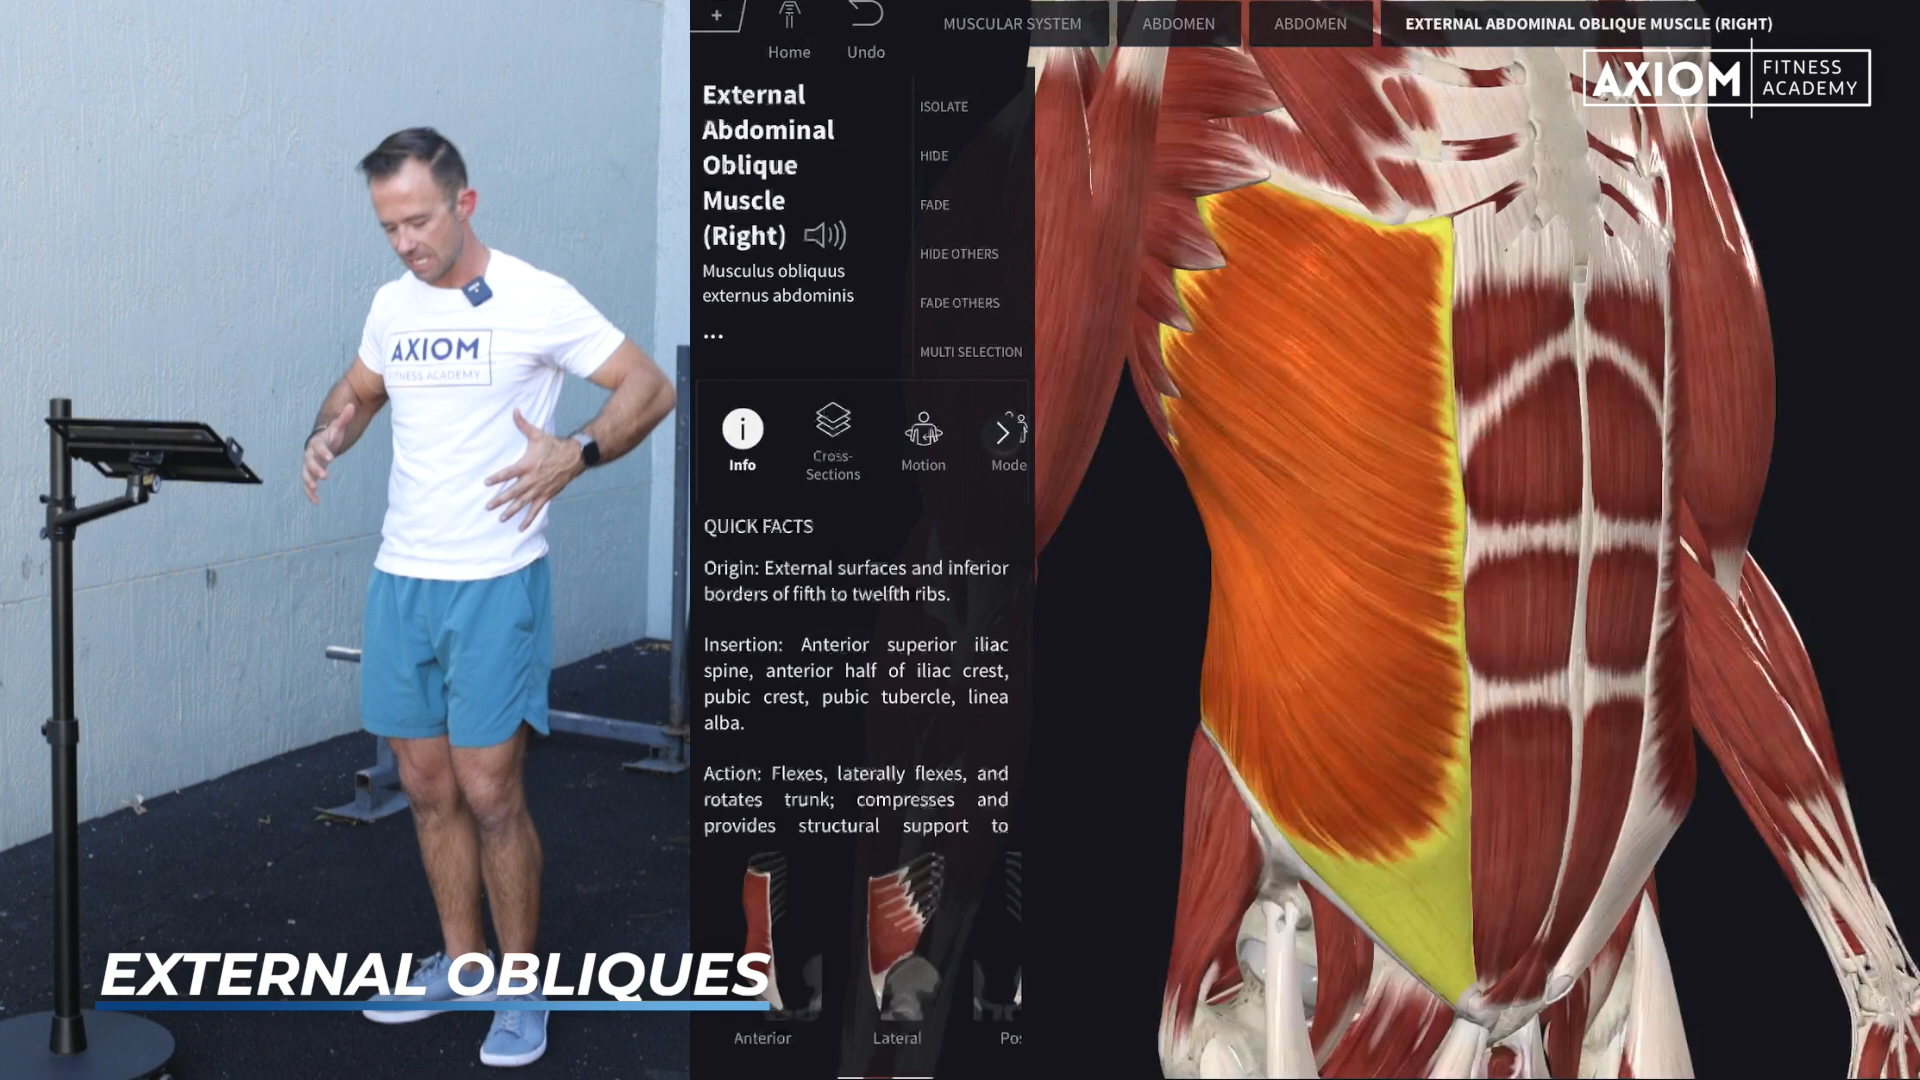 +
Home
Undo
MUSCULAR SYSTEM
ABDOMEN
ABDOMEN
EXTERNAL ABDOMINAL OBLIQUE MUSCLE (RIGHT)
AXIOM
FITNESS
ACADEMY
External
Abdominal
Oblique
Muscle
(Right)
Musculus obliquus
externus abdominis
...
ISOLATE
HIDE
FADE
HIDE OTHERS
FADE OTHERS
MULTI SELECTION
AXIOM
FITNESS ACADEMY
i
Info
Cross-
Sections
Motion
Mode
QUICK FACTS
Origin: External surfaces and inferior
borders of fifth to twelfth ribs.
Insertion: Anterior superior iliac
spine, anterior half of iliac crest,
pubic crest, pubic tubercle, linea
alba.
Action: Flexes, laterally flexes, and
rotates trunk; compresses and
provides structural support to
EXTERNAL OBLIQUES
Anterior
Lateral
Pos